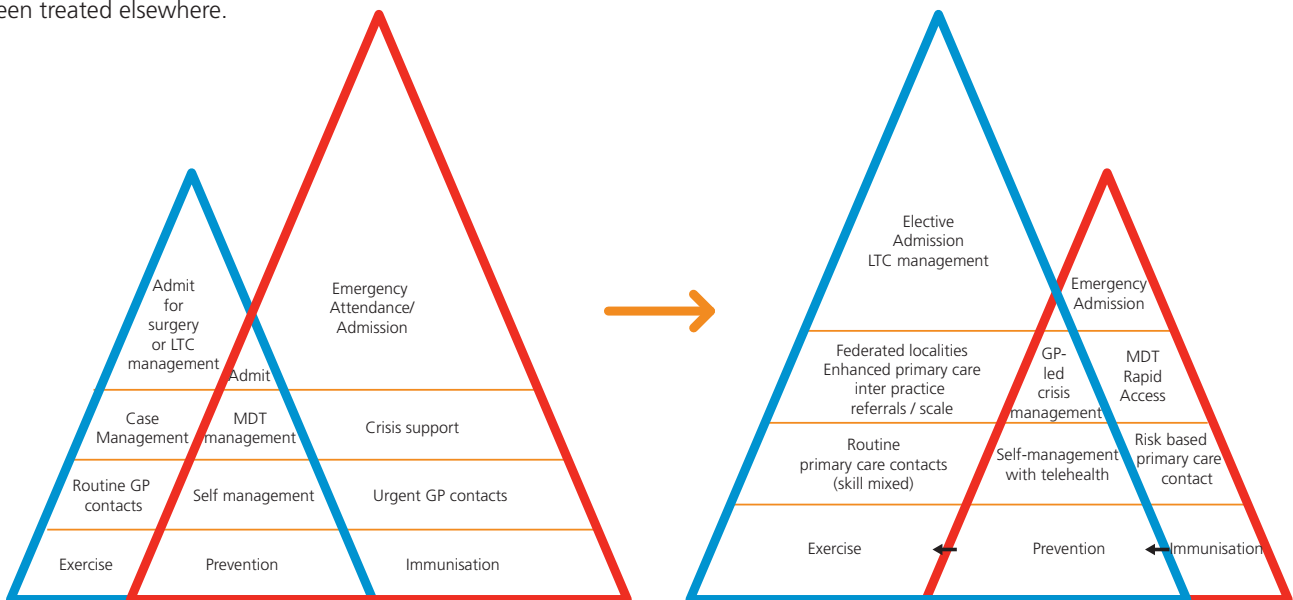 een treated elsewhere.
Admit
for
surgery
or LTC
management
Admit
Emergency
Attendance/
Admission
Case
Management
MDT
management
Crisis support
Routine GP
contacts
Self management
Urgent GP contacts
Exercise
Prevention
Immunisation
Elective
Admission
LTC management
Emergency
Admission
Federated localities
Enhanced primary care
inter practice
referrals / scale
GP-
led
crisis
management
MDT
Rapid
Access
Routine
primary care contacts
(skill mixed)
Self-management
with telehealth
Risk based
primary care
contact
Exercise
Prevention
Immunisation